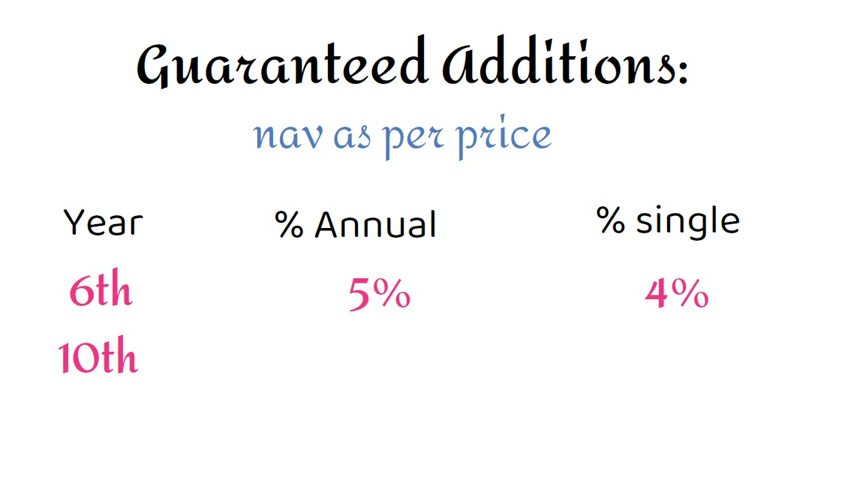 Guaranteed Additions:
nav as per price
Year % Annual % single
6th 5% 4%
10th